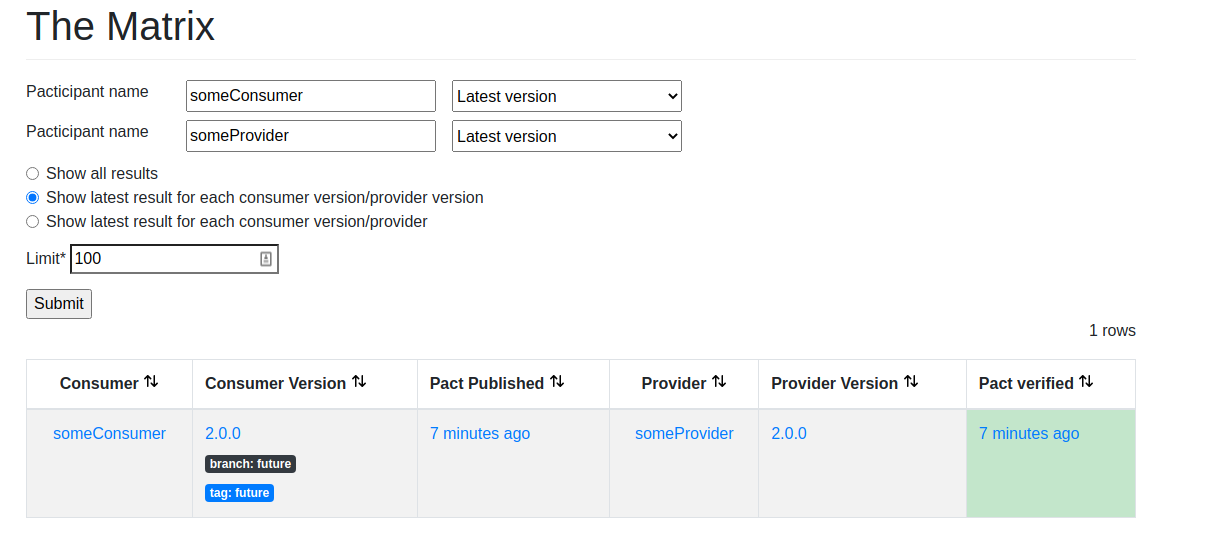 The Matrix
Pacticipant name someConsumer Latest version
Pacticipant name someProvider Latest version
Show all results
Show latest result for each consumer version/provider version
Show latest result for each consumer version/provider
Limit* 100
Submit
1 rows
Consumer Consumer Version Pact Published Provider Provider Version Pact verified
someConsumer 2.0.0 7 minutes ago someProvider 2.0.0 7 minutes ago
branch: future
tag: future